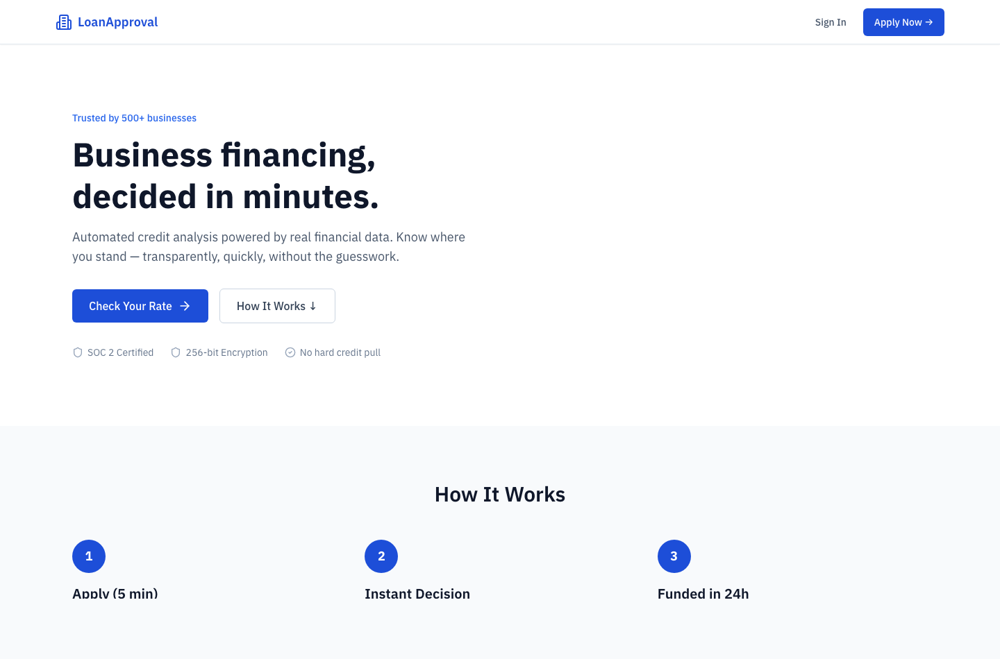 LoanApproval
Sign In
Apply Now →
Trusted by 500+ businesses
Business financing,
decided in minutes.
Automated credit analysis powered by real financial data. Know where
you stand — transparently, quickly, without the guesswork.
Check Your Rate →
How It Works ↓
SOC 2 Certified
256-bit Encryption
No hard credit pull
How It Works
1
2
3
Apply (5 min)
Instant Decision
Funded in 24h